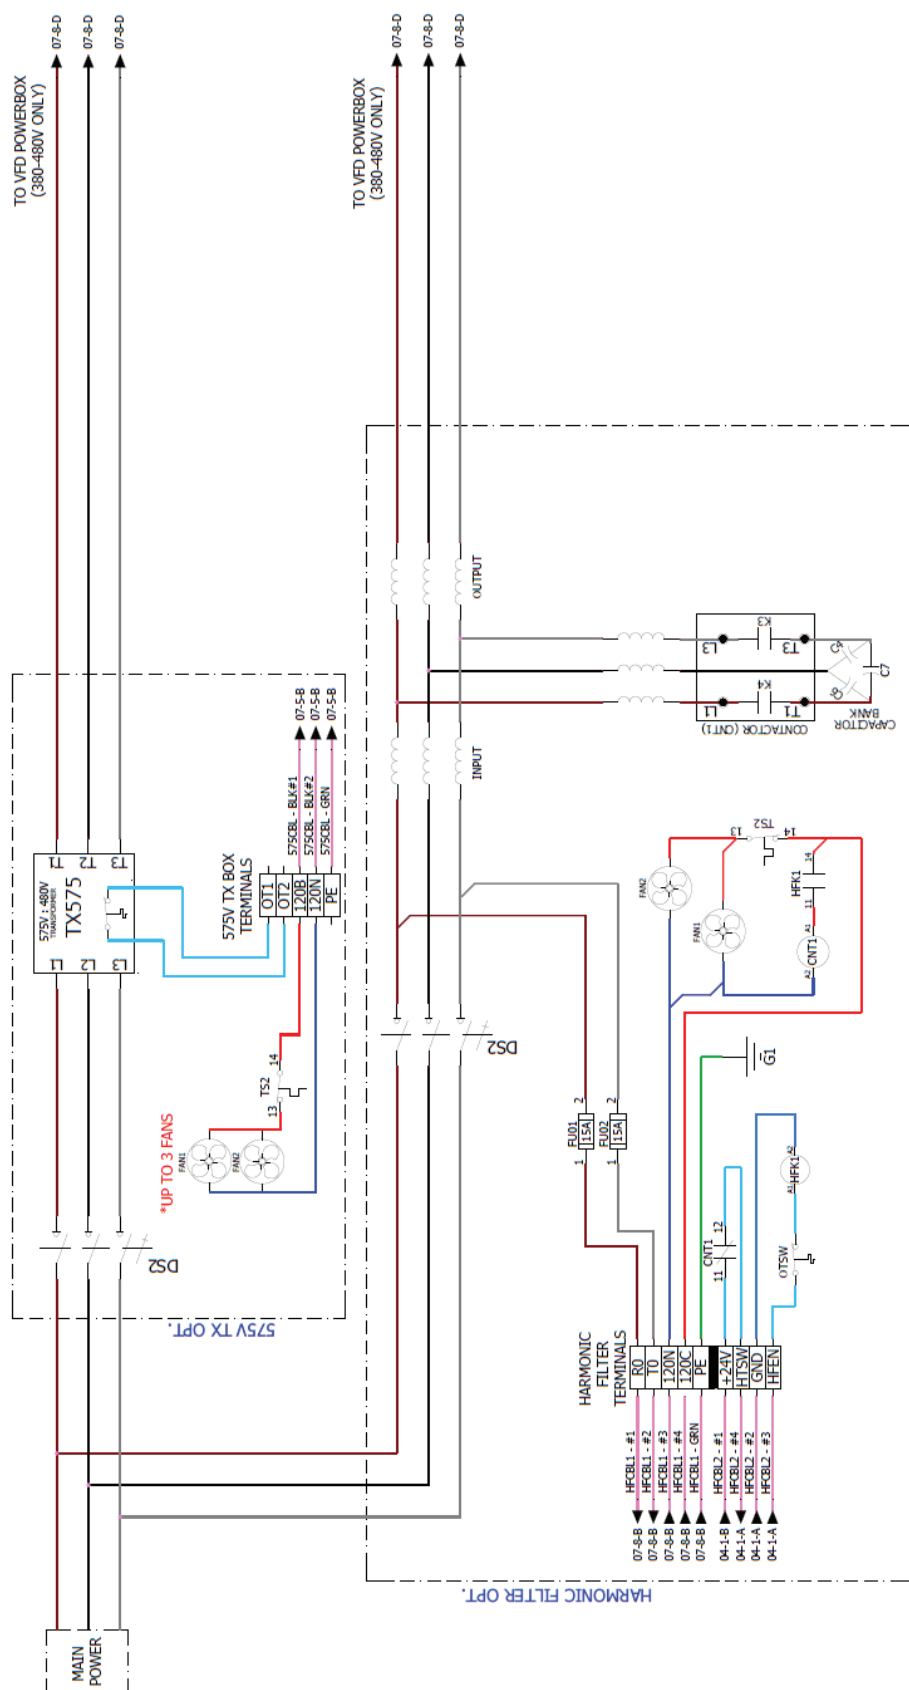 MAIN
POWER
TO VFD POWERBOX
(380-480V ONLY)
07-8-D
07-8-D
07-8-D
TO VFD POWERBOX
(380-480V ONLY)
07-8-D
07-8-D
07-8-D
575V TX OPT.
DS2
575V : 480V
TRANSFORMER
TX575
L1
L2
L3
T1
T2
T3
*UP TO 3 FANS
FAN1
FAN2
13
TS2
14
575V TX BOX
TERMINALS
OT1
OT2
120B
120N
PE
575CBL - BLK#1
575CBL - BLK#2
575CBL - GRN
07-5-B
07-5-B
07-5-B
HARMONIC FILTER OPT.
DS2
INPUT
OUTPUT
L3
K3
T3
L1
K4
T1
CONTACTOR (CNT1)
CAPACITOR
BANK
C7
1
FU01
15A
2
1
FU02
15A
2
HARMONIC
FILTER
TERMINALS
R0
T0
120N
120C
PE
+24V
HTSW
GND
HFEN
HFCBL1 - #1
HFCBL1 - #2
HFCBL1 - #3
HFCBL1 - #4
HFCBL1 - GRN
HFCBL2 - #1
HFCBL2 - #4
HFCBL2 - #2
HFCBL2 - #3
07-8-B
07-8-B
07-8-B
07-8-B
07-8-B
04-1-B
04-1-A
04-1-A
04-1-A
FAN2
FAN1
13
TS2
14
A2
CNT1
A1
11
HFK1
14
G1
11
CNT1
12
OTSW
A1
HFK1
A2